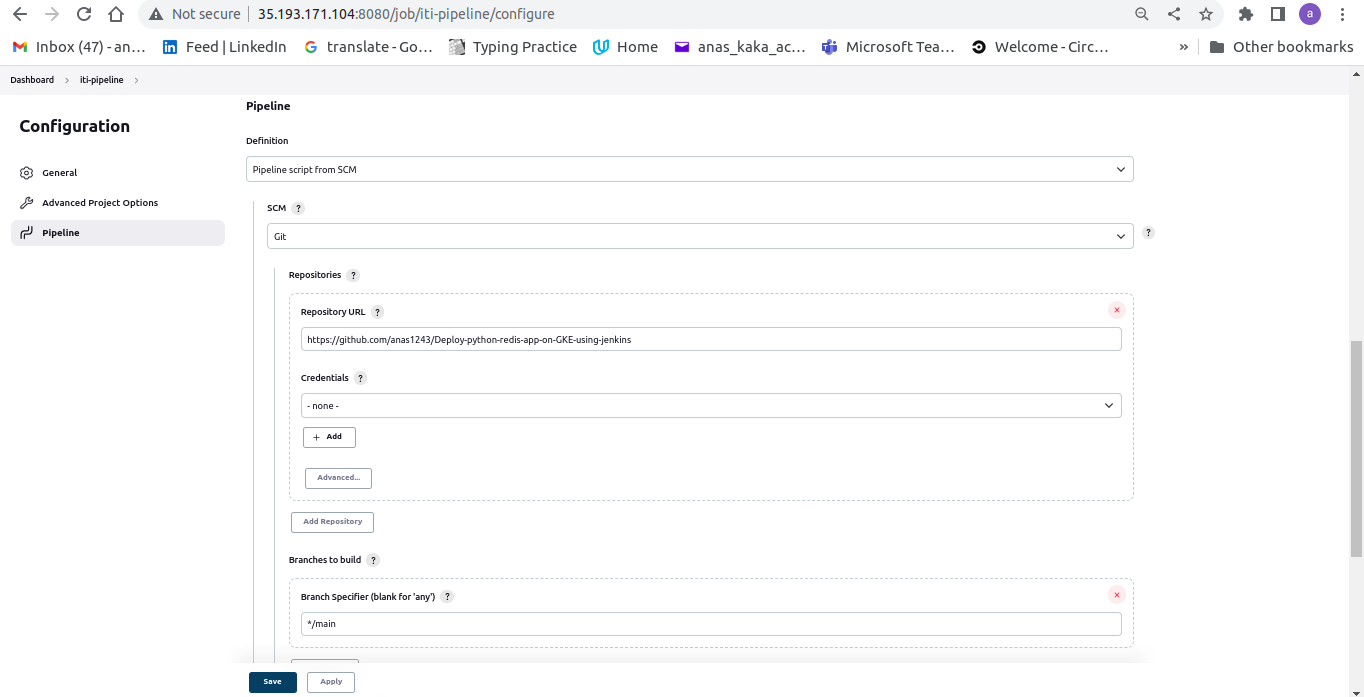 Not secure 35.193.171.104:8080/job/iti-pipeline/configure a
Inbox (47) - an... Feed | LinkedIn translate - Go... Typing Practice Home anas_kaka_ac... Microsoft Tea... Welcome - Circ... » Other bookmarks
Dashboard > iti-pipeline >
Pipeline
Configuration
Definition
General
Pipeline script from SCM
Advanced Project Options
SCM ?
Pipeline
Git ?
Repositories ?
Repository URL ?
https://github.com/anas1243/Deploy-python-redis-app-on-GKE-using-jenkins
Credentials ?
- none -
+ Add
Advanced...
Add Repository
Branches to build ?
Branch Specifier (blank for 'any') ?
*/main
Save Apply